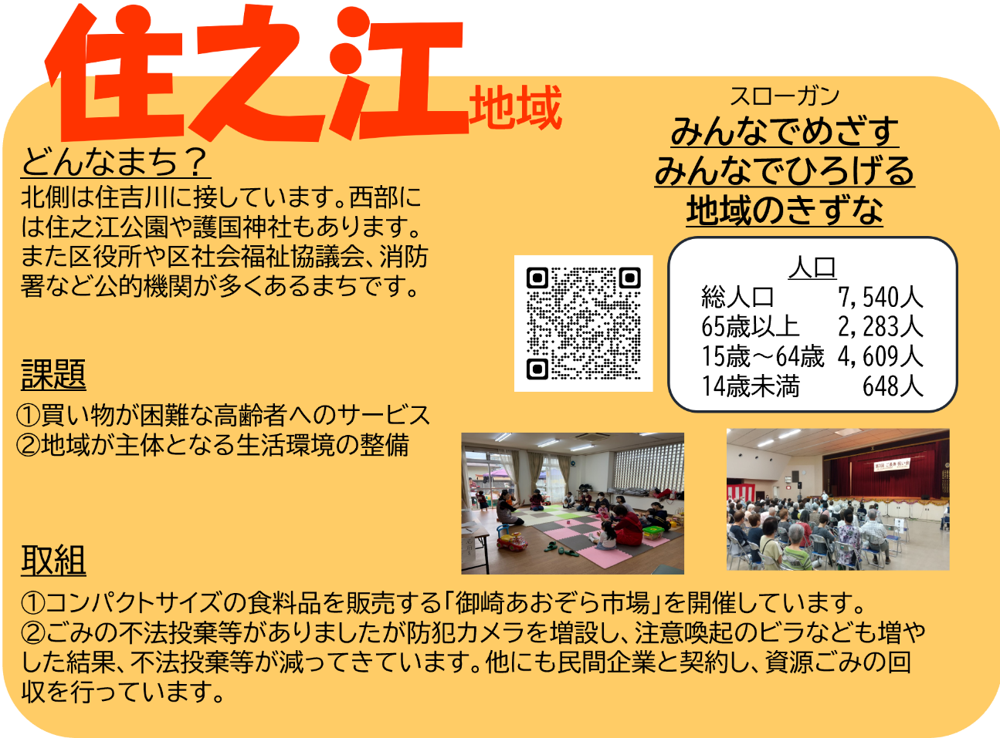 住之江地域
スローガン
みんなでめざす
みんなでひろげる
地域のきずな
どんなまち？
北側は住吉川に接しています。西部に
は住之江公園や護国神社もあります。
また区役所や区社会福祉協議会、消防
署など公的機関が多くあるまちです。
人口
総人口 7,540人
65歳以上 2,283人
15歳～64歳 4,609人
14歳未満 648人
課題
①買い物が困難な高齢者へのサービス
②地域が主体となる生活環境の整備
取組
①コンパクトサイズの食料品を販売する「御崎あおぞら市場」を開催しています。
②ごみの不法投棄等がありましたが防犯カメラを増設し、注意喚起のビラなども増や
した結果、不法投棄等が減ってきています。他にも民間企業と契約し、資源ごみの回
収を行っています。